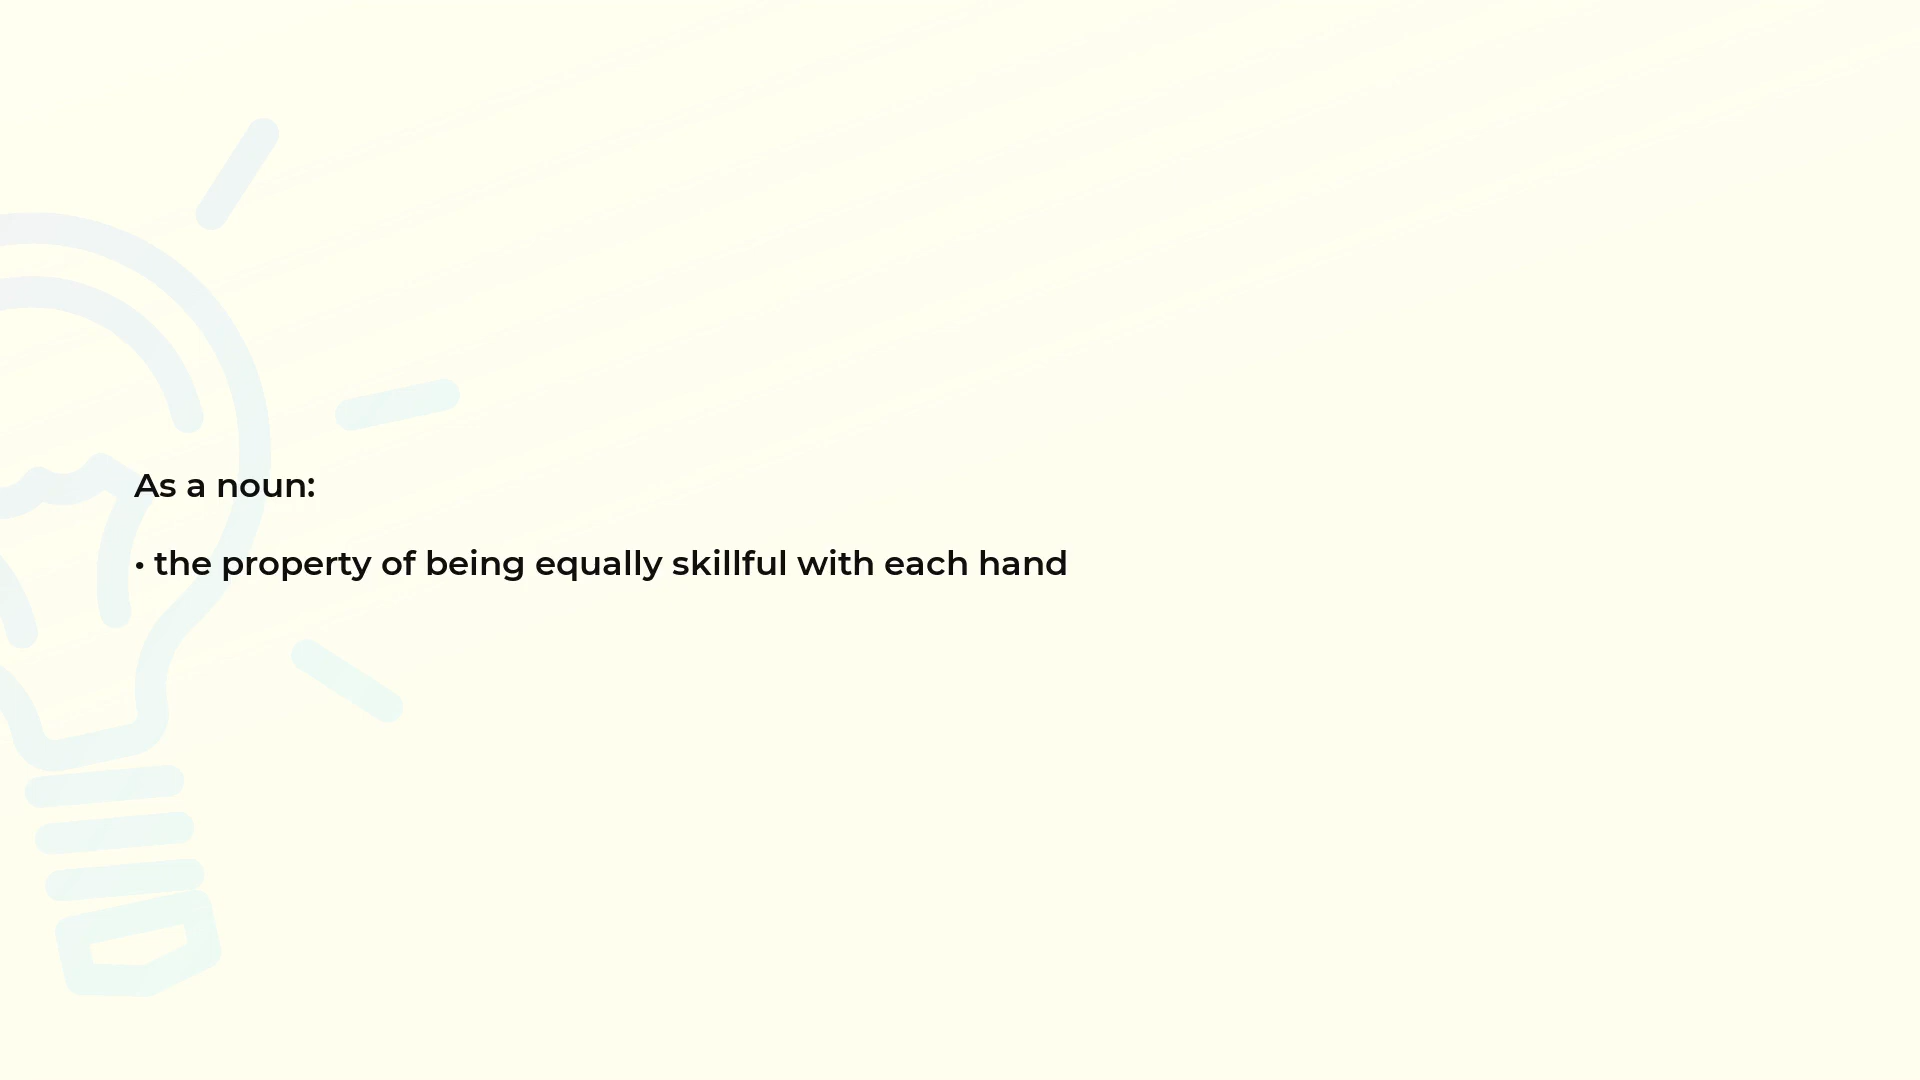 As a noun:
• the property of being equally skillful with each hand